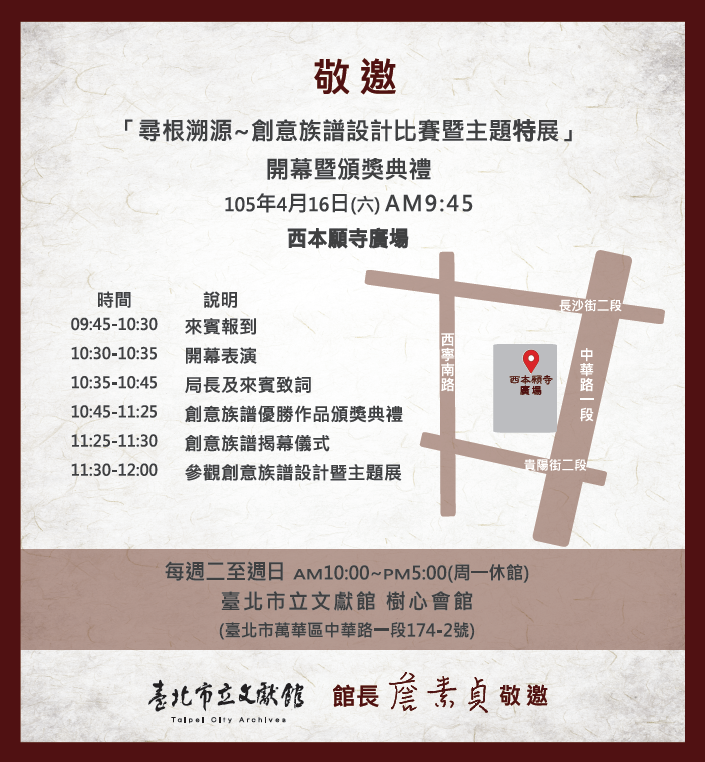 敬邀
「尋根溯源~創意族譜設計比賽暨主題特展」
開幕暨頒獎典禮
105年4月16日(六) AM9:45
西本願寺廣場
時間 說明
09:45-10:30 來賓報到
10:30-10:35 開幕表演
10:35-10:45 局長及來賓致詞
10:45-11:25 創意族譜優勝作品頒獎典禮
11:25-11:30 創意族譜揭幕儀式
11:30-12:00 參觀創意族譜設計暨主題展
長沙街二段
西寧南路
中華路一段
西本願寺
廣場
貴陽街二段
每週二至週日 AM10:00~PM5:00(周一休館)
臺北市立文獻館 樹心會館
(臺北市萬華區中華路一段174-2號)
臺北市立文獻館
Taipei City Archives
館長 詹素貞 敬邀